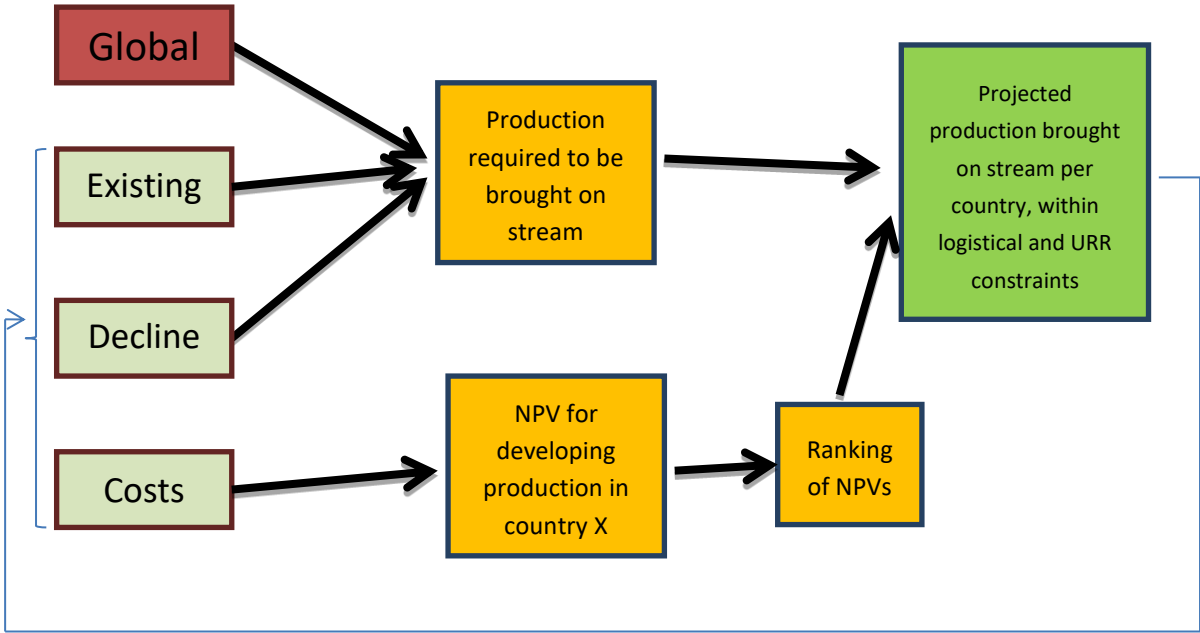 Global
Existing
Decline
Costs
Production
required to be
brought on
stream
NPV for
developing
production in
country X
Ranking
of NPVs
Projected
production brought
on stream per
country, within
logistical and URR
constraints